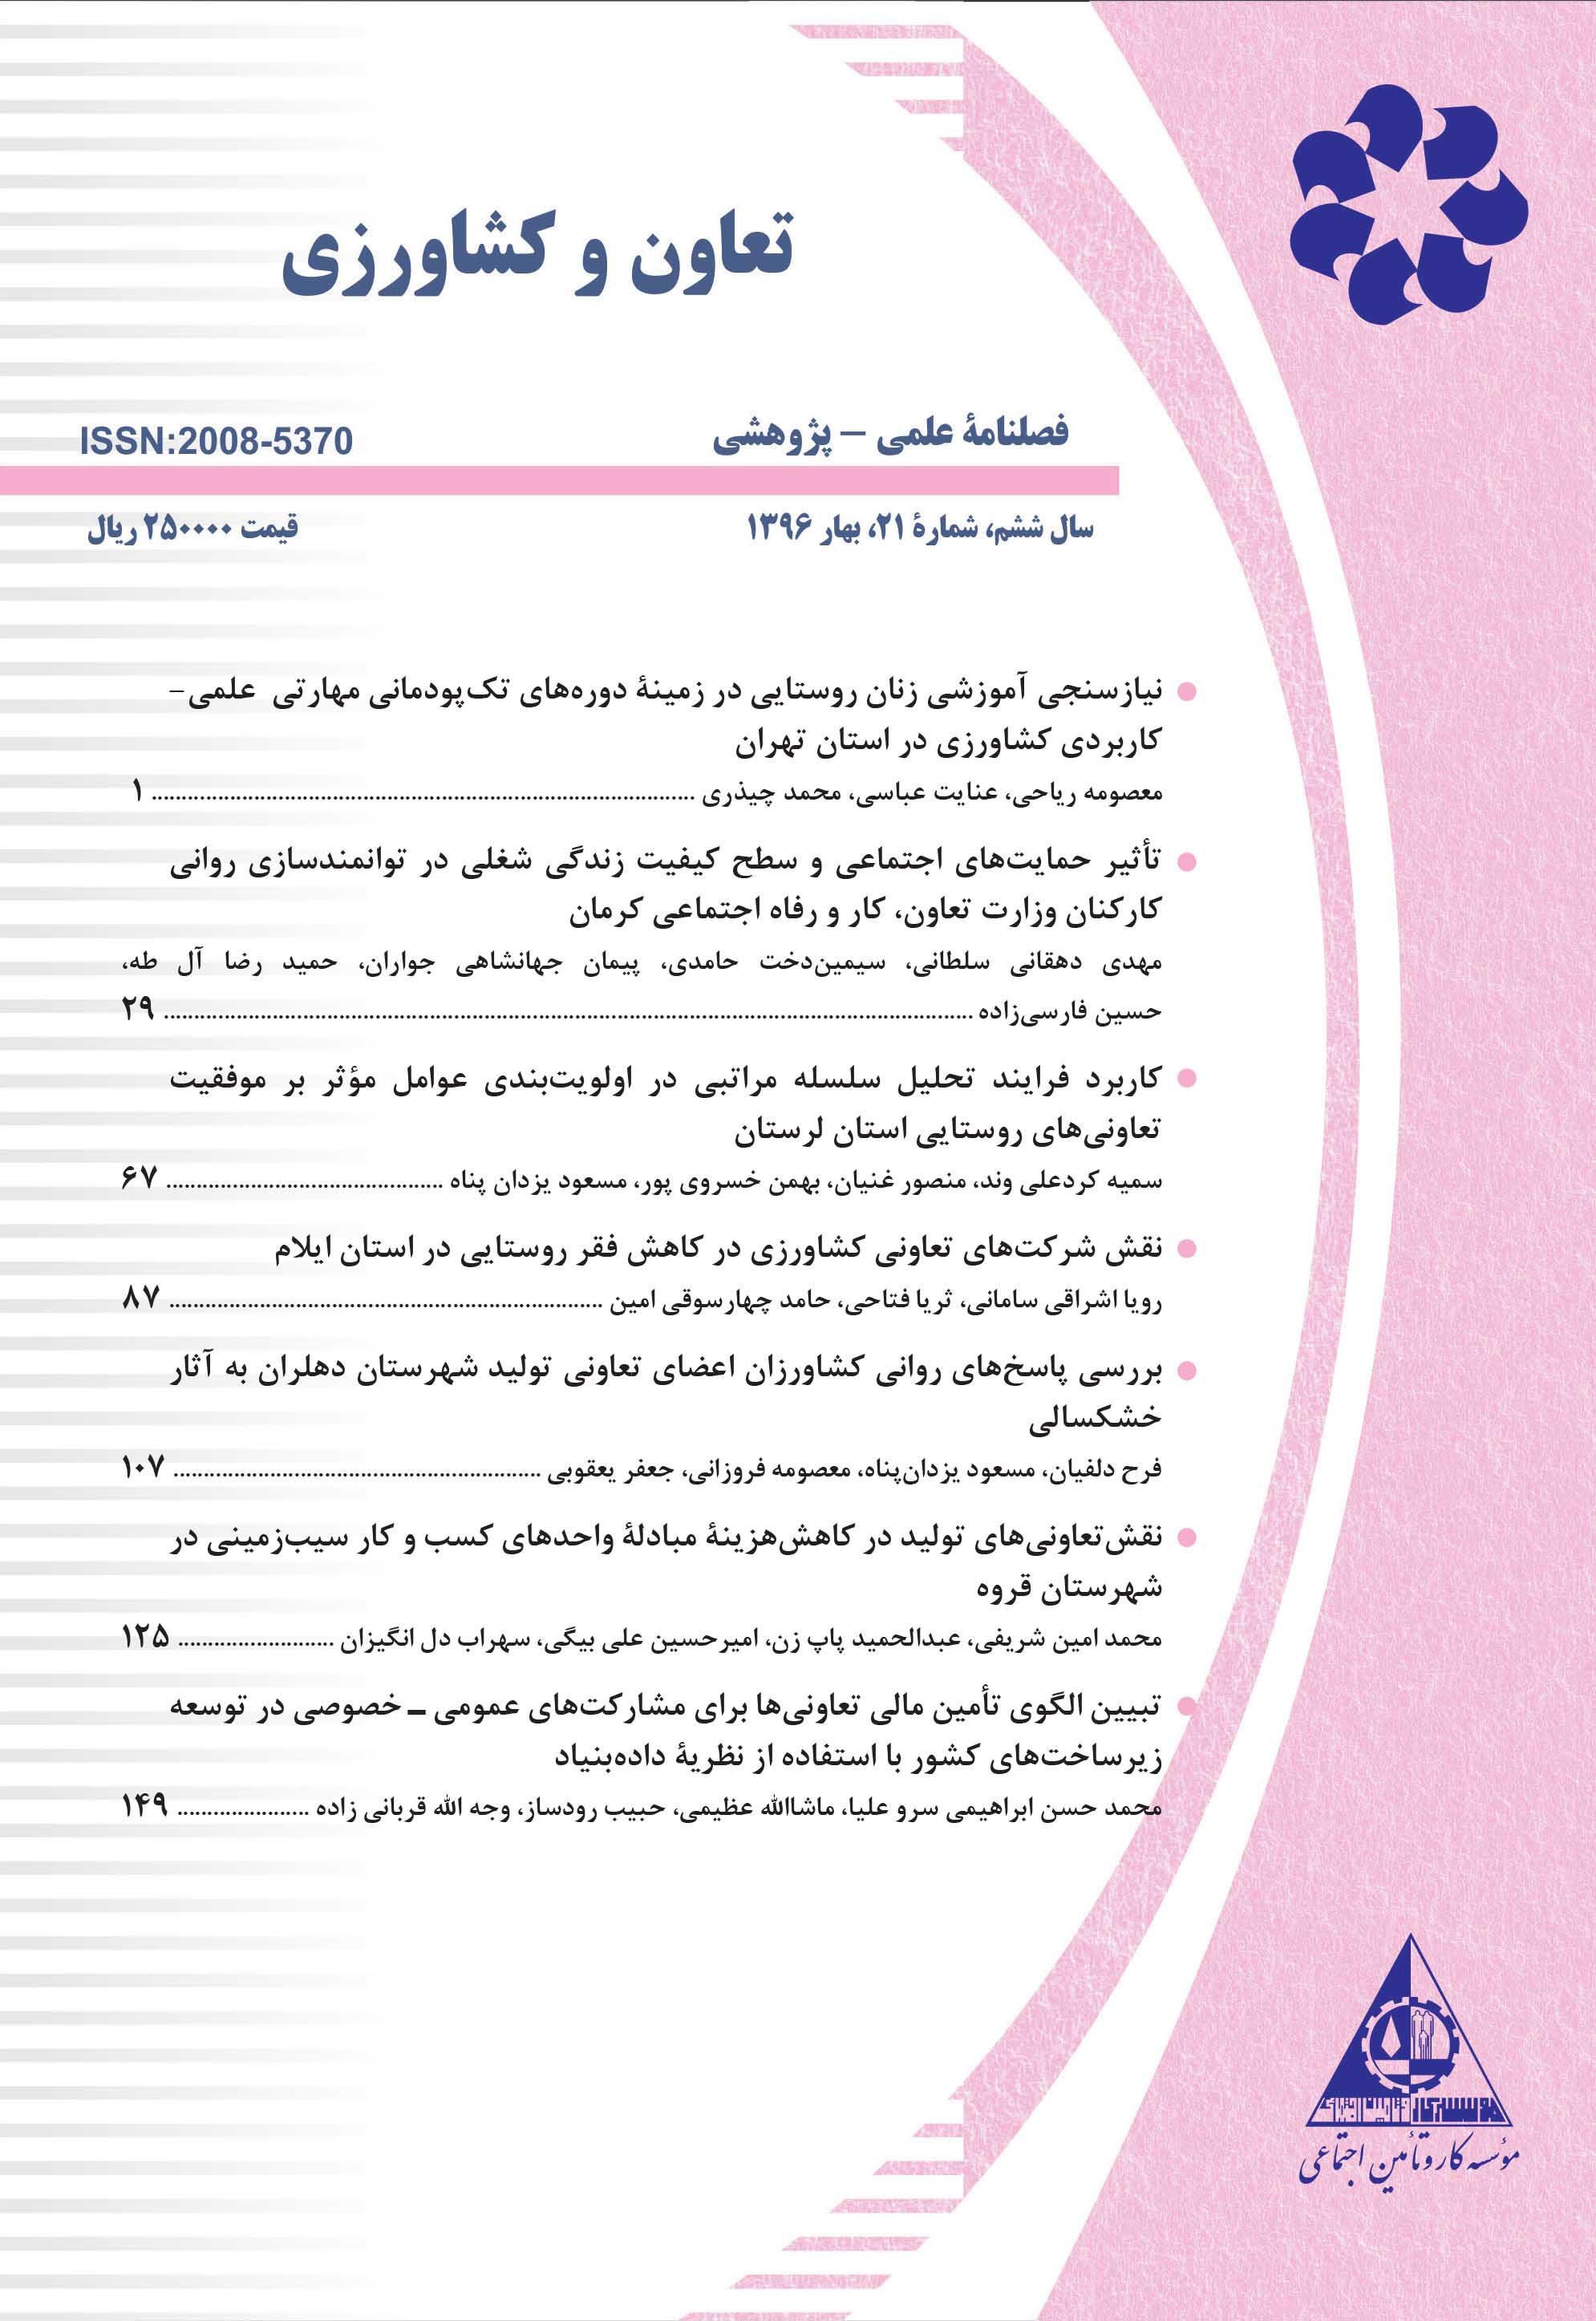 تعاون و کشاورزی
فصلنامهٔ علمی – پژوهشی
ISSN:2008-5370
سال ششم، شمارهٔ ۲۱، بهار ۱۳۹۶
قیمت ۲۵۰۰۰۰ ریال
نیازسنجی آموزشی زنان روستایی در زمینهٔ دوره‌های تک‌پودمانی مهارتی علمی-
کاربردی کشاورزی در استان تهران
معصومه ریاحی، عنایت عباسی، محمد چیذری ........ ۱
تأثیر حمایت‌های اجتماعی و سطح کیفیت زندگی شغلی در توانمندسازی روانی
کارکنان وزارت تعاون، کار و رفاه اجتماعی کرمان
مهدی دهقانی سلطانی، سیمین‌دخت حامدی، پیمان جهانشاهی جواران، حمید رضا آل طه،
حسین فارسی‌زاده ........ ۲۹
کاربرد فرایند تحلیل سلسله مراتبی در اولویت‌بندی عوامل مؤثر بر موفقیت
تعاونی‌های روستایی استان لرستان
سمیه کردعلی وند، منصور غنیان، بهمن خسروی پور، مسعود یزدان پناه ........ ۶۷
نقش شرکت‌های تعاونی کشاورزی در کاهش فقر روستایی در استان ایلام
رویا اشراقی سامانی، ثریا فتاحی، حامد چهارسوقی امین ........ ۸۷
بررسی پاسخ‌های روانی کشاورزان اعضای تعاونی تولید شهرستان دهلران به آثار
خشکسالی
فرح دلفیان، مسعود یزدان‌پناه، معصومه فروزانی، جعفر یعقوبی ........ ۱۰۷
نقش‌تعاونی‌های تولید در کاهش‌هزینهٔ مبادلهٔ واحدهای کسب و کار سیب‌زمینی در
شهرستان قروه
محمد امین شریفی، عبدالحمید پاپ زن، امیرحسین علی بیگی، سهراب دل انگیزان ........ ۱۲۵
تبیین الگوی تأمین مالی تعاونی‌ها برای مشارکت‌های عمومی ـ خصوصی در توسعه
زیرساخت‌های کشور با استفاده از نظریهٔ داده‌بنیاد
محمد حسن ابراهیمی سرو علیا، ماشاالله عظیمی، حبیب رودساز، وجه الله قربانی زاده ........ ۱۴۹
موسسه کار و تامین اجتماعی
مؤسسه کار و تأمین اجتماعی